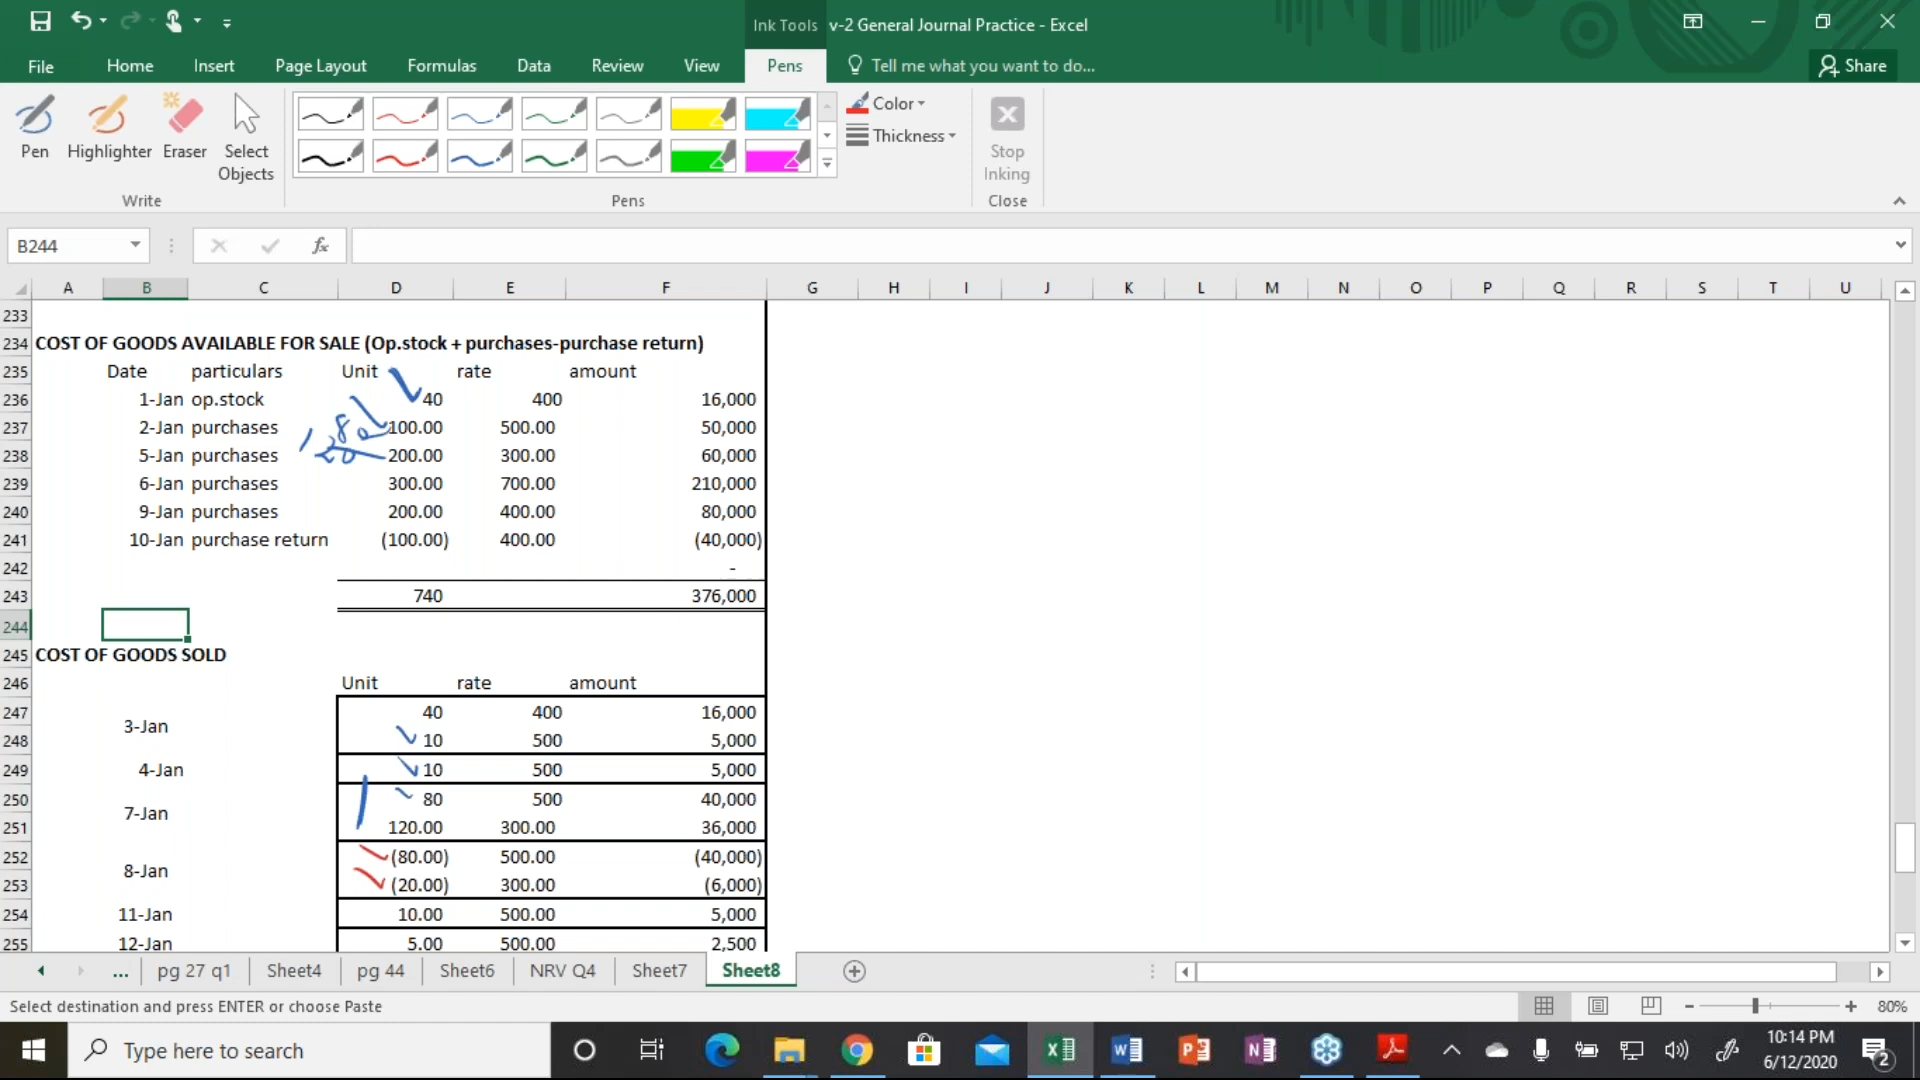 Ink Tools v-2 General Journal Practice - Excel
File Home Insert Page Layout Formulas Data Review View Pens Tell me what you want to do... Share
Pen Highlighter Eraser Select Objects
Color
Thickness
Stop Inking
Write Pens Close
B244 fx
A B C D E F G H I J K L M N O P Q R S T U
233
234 COST OF GOODS AVAILABLE FOR SALE (Op.stock + purchases-purchase return)
235 Date particulars Unit rate amount
236 1-Jan op.stock 40 400 16,000
237 2-Jan purchases 80 100.00 500.00 50,000
238 5-Jan purchases 120 200.00 300.00 60,000
239 6-Jan purchases 300.00 700.00 210,000
240 9-Jan purchases 200.00 400.00 80,000
241 10-Jan purchase return (100.00) 400.00 (40,000)
242 -
243 740 376,000
244
245 COST OF GOODS SOLD
246 Unit rate amount
247 40 400 16,000
3-Jan
248 10 500 5,000
249 4-Jan 10 500 5,000
250 80 500 40,000
7-Jan
251 120.00 300.00 36,000
252 (80.00) 500.00 (40,000)
8-Jan
253 (20.00) 300.00 (6,000)
254 11-Jan 10.00 500.00 5,000
255 12-Jan 5.00 500.00 2,500
... pg 27 q1 Sheet4 pg 44 Sheet6 NRV Q4 Sheet7 Sheet8
Select destination and press ENTER or choose Paste 80%
Type here to search 10:14 PM
6/12/2020 2